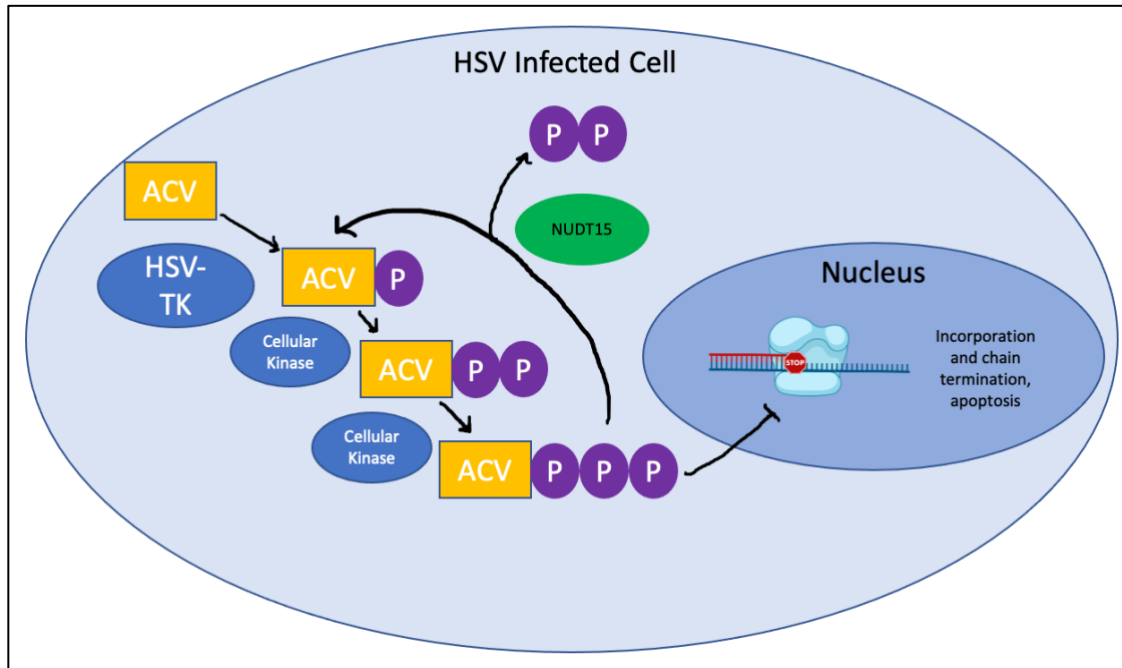 HSV Infected Cell
P P
ACV
NUDT15
HSV-
TK
ACV P
Nucleus
Cellular
Kinase
ACV P P
STOP
Incorporation
and chain
termination,
apoptosis
Cellular
Kinase
ACV P P P